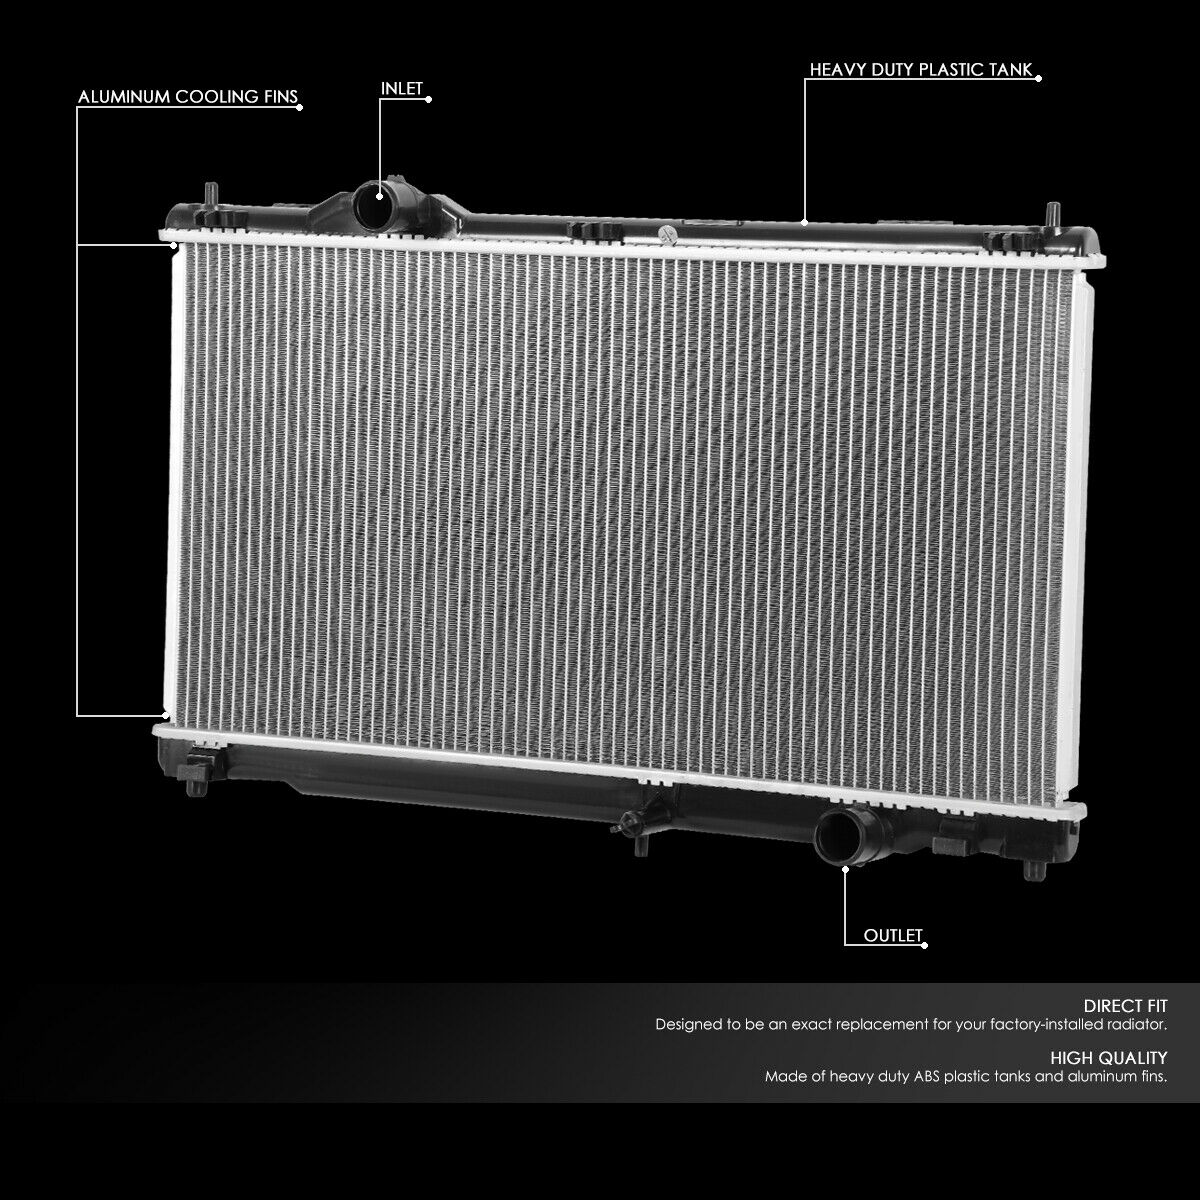 HEAVY DUTY PLASTIC TANK
INLET
ALUMINUM COOLING FINS
OUTLET
DIRECT FIT
Designed to be an exact replacement for your factory-installed radiator.
HIGH QUALITY
Made of heavy duty ABS plastic tanks and aluminum fins.